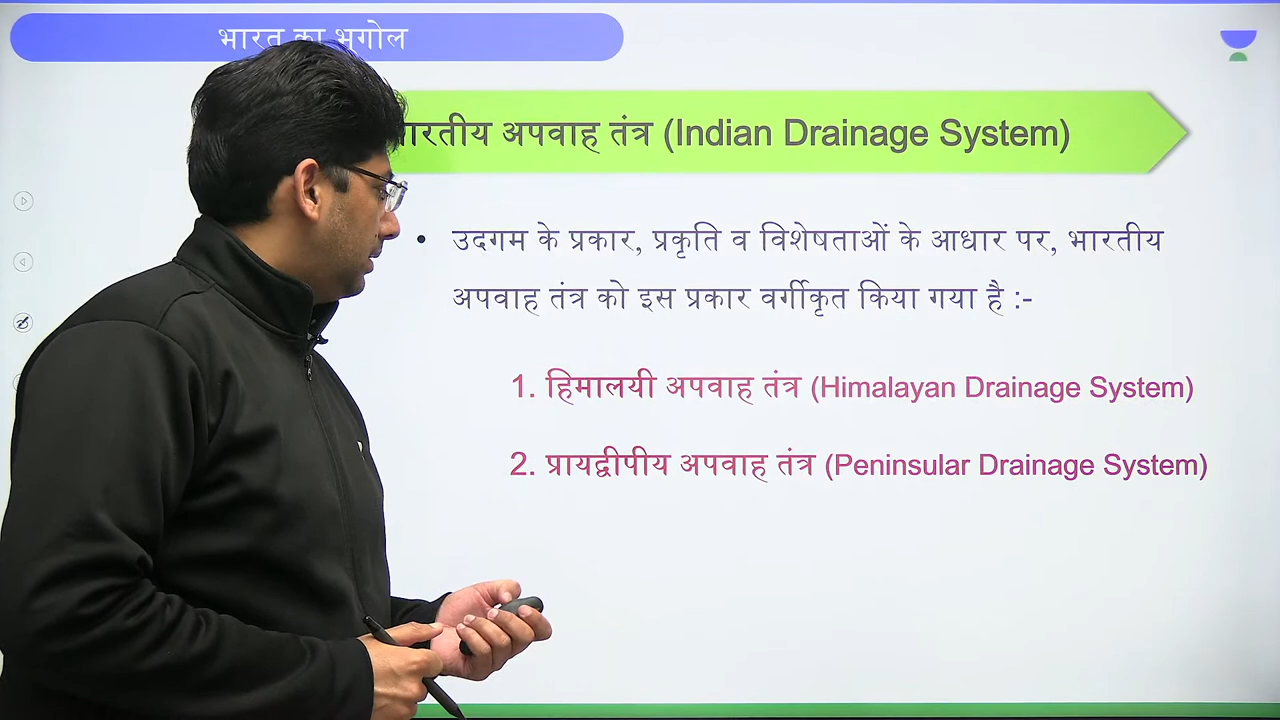 भारत का भूगोल
भारतीय अपवाह तंत्र (Indian Drainage System)
• उदगम के प्रकार, प्रकृति व विशेषताओं के आधार पर, भारतीय
अपवाह तंत्र को इस प्रकार वर्गीकृत किया गया है :-
1. हिमालयी अपवाह तंत्र (Himalayan Drainage System)
2. प्रायद्वीपीय अपवाह तंत्र (Peninsular Drainage System)